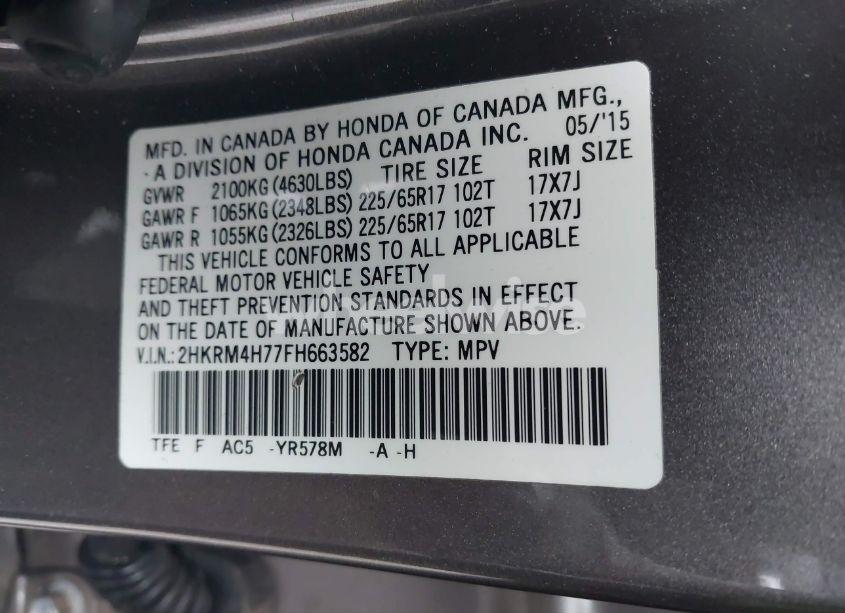 MFD. IN CANADA BY HONDA OF CANADA MFG.,
- A DIVISION OF HONDA CANADA INC. 05/'15
TIRE SIZE RIM SIZE
GVWR 2100KG (4630LBS)
GAWR F 1065KG (2348LBS) 225/65R17 102T 17X7J
GAWR R 1055KG (2326LBS) 225/65R17 102T 17X7J
THIS VEHICLE CONFORMS TO ALL APPLICABLE
FEDERAL MOTOR VEHICLE SAFETY
AND THEFT PREVENTION STANDARDS IN EFFECT
ON THE DATE OF MANUFACTURE SHOWN ABOVE.
V.I.N.: 2HKRM4H77FH663582 TYPE: MPV
TFE F AC5 -YR578M -A -H